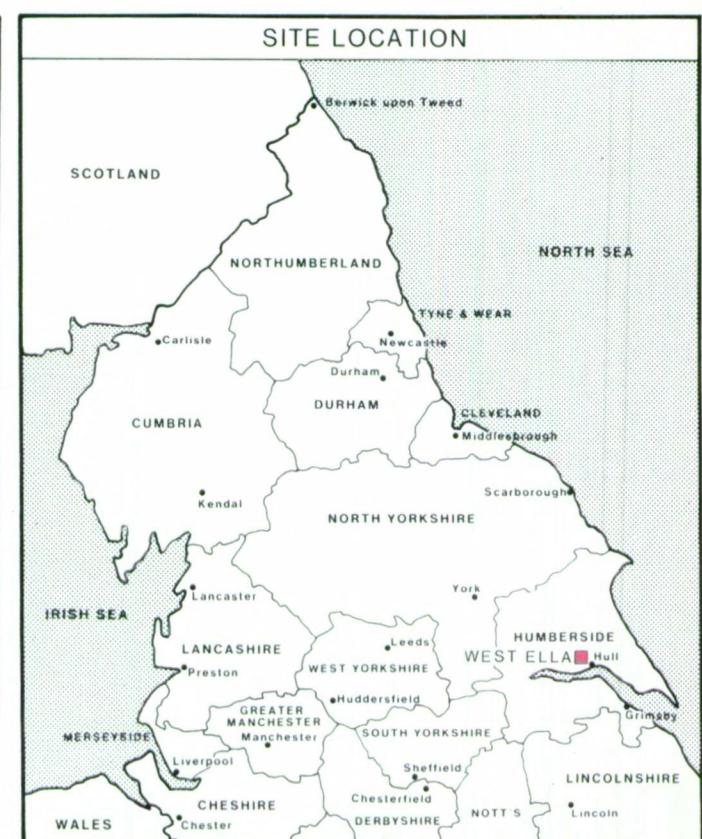 SITE LOCATION
Berwick upon Tweed
SCOTLAND
NORTH SEA
NORTHUMBERLAND
TYNE & WEAR
Carlisle
Newcastle
Durham
DURHAM
CLEVELAND
CUMBRIA
Middlesbrough
Kendal
Scarborough
NORTH YORKSHIRE
York
Lancaster
IRISH SEA
HUMBERSIDE
Leeds
LANCASHIRE
WEST ELLA
Hull
WEST YORKSHIRE
Preston
Huddersfield
GREATER
MANCHESTER
Grimsby
MERSEYSIDE
Manchester
SOUTH YORKSHIRE
Liverpool
Sheffield
LINCOLNSHIRE
CHESHIRE
Chesterfield
NOTT'S
Lincoln
WALES
Chester
DERBYSHIRE